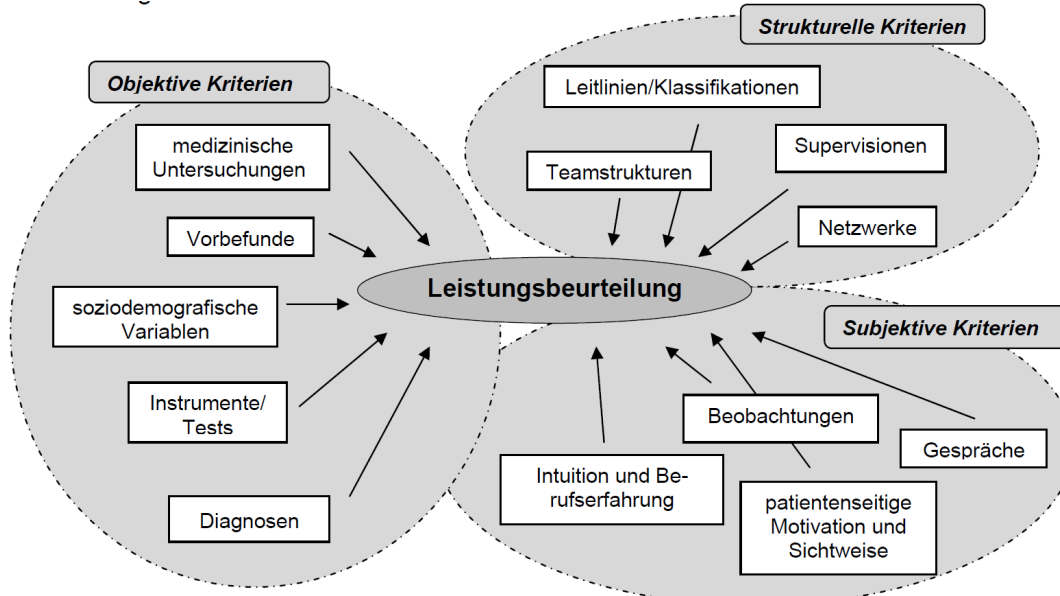 Strukturelle Kriterien
Objektive Kriterien
Leitlinien/Klassifikationen
medizinische
Untersuchungen
Supervisionen
Teamstrukturen
Vorbefunde
Netzwerke
Leistungsbeurteilung
soziodemografische
Variablen
Subjektive Kriterien
Instrumente/
Tests
Beobachtungen
Gespräche
Intuition und Be-
rufserfahrung
patientenseitige
Motivation und
Sichtweise
Diagnosen